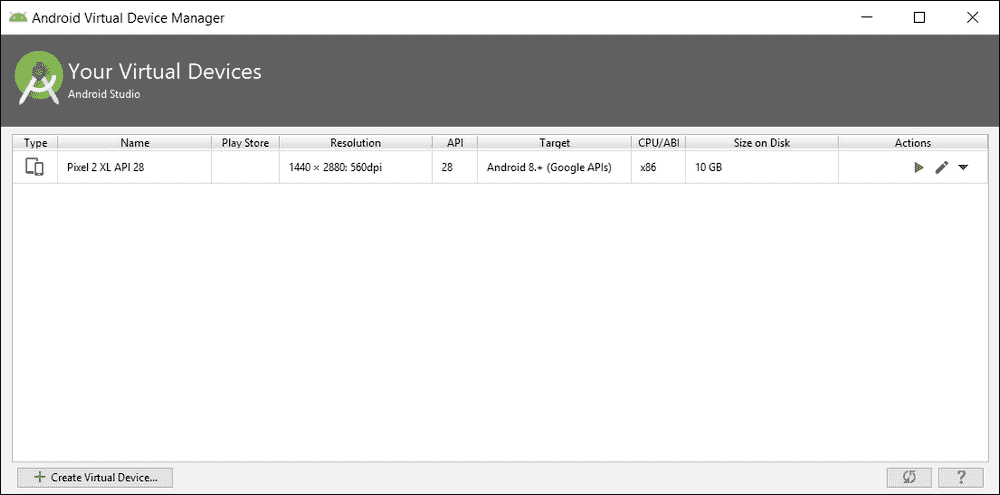 Android Virtual Device Manager
Your Virtual Devices
Android Studio
Type Name Play Store Resolution API Target CPU/ABI Size on Disk Actions
Pixel 2 XL API 28 1440 × 2880: 560dpi 28 Android 8.+ (Google APIs) x86 10 GB
+ Create Virtual Device... ?